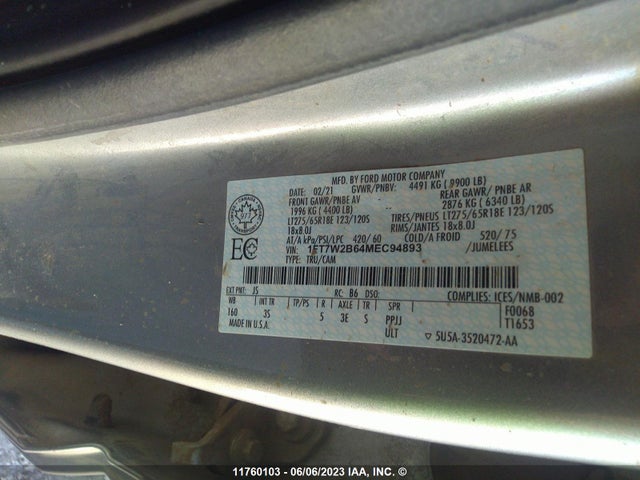 MFD. BY FORD MOTOR COMPANY
02/21 GVWR/PNBV: 4491 KG ( 9900 LB)
FRONT GAWR/PNBE AV REAR GAWR / PNBE AR
1996 KG ( 4400 LB) 2876 KG ( 6340 LB)
LT275/65R18E 123/120S TIRES/PNEUS LT275/65R18E 123/120S
18x8.0J RIMS/JANTES 18x8.0J
AT/A kPa/PSI/LPC 420/ 60 COLD/A FROID 520/ 75
VIN: 1FT7W2B64MEC94893 /JUMELEES
TYPE: TRU/CAM
EC
EXT PNT: JS RC: B6 DSO: COMPLIES: ICES/NMB-002
WB INT TR TP/PS R AXLE TR SPR F0068
160 3S 5 3E 5 PPJJ T1653
MADE IN U.S.A. ULT 5U5A-3520472-AA
11760103 - 06/06/2023 IAA, INC. ©